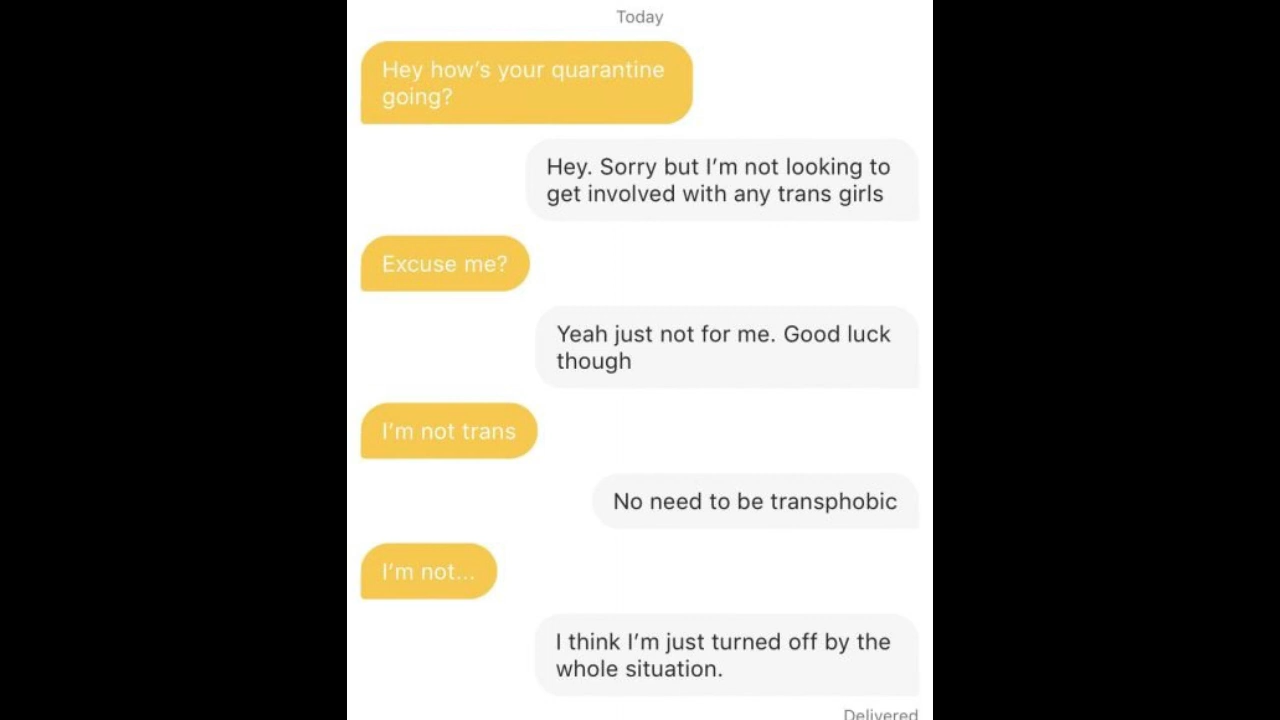 Today
Hey how's your quarantine
going?
Hey. Sorry but I'm not looking to
get involved with any trans girls
Excuse me?
Yeah just not for me. Good luck
though
I'm not trans
No need to be transphobic
I'm not...
I think I'm just turned off by the
whole situation.
Delivered